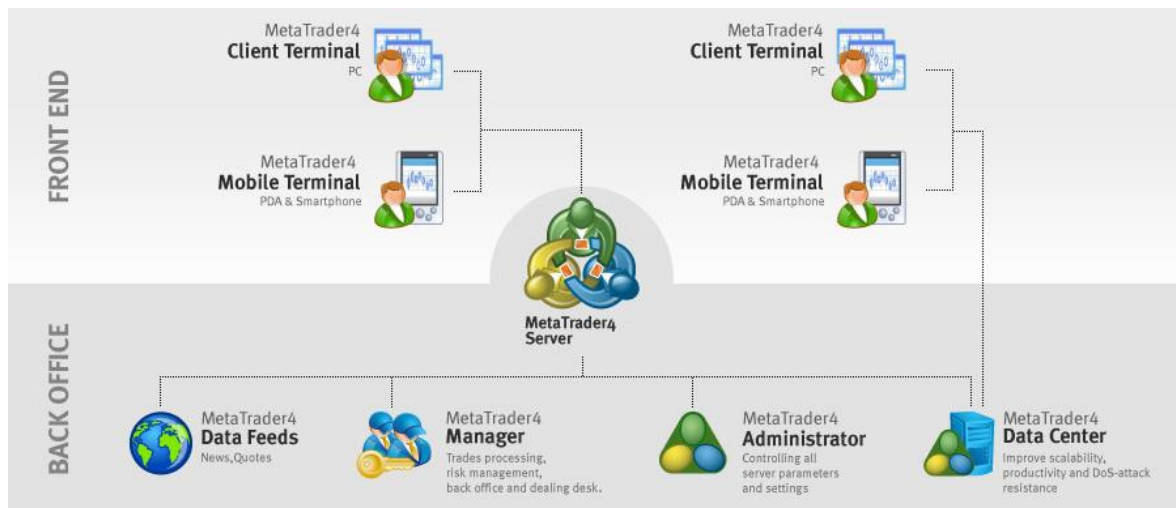 FRONT END
MetaTrader4
Client Terminal
PC
MetaTrader4
Mobile Terminal
PDA & Smartphone
MetaTrader4
Client Terminal
PC
MetaTrader4
Mobile Terminal
PDA & Smartphone
MetaTrader4
Server
BACK OFFICE
MetaTrader4
Data Feeds
News,Quotes
MetaTrader4
Manager
Trades processing,
risk management,
back office and dealing desk.
MetaTrader4
Administrator
Controlling all
server parameters
and settings
MetaTrader4
Data Center
Improve scalability,
productivity and DoS-attack
resistance